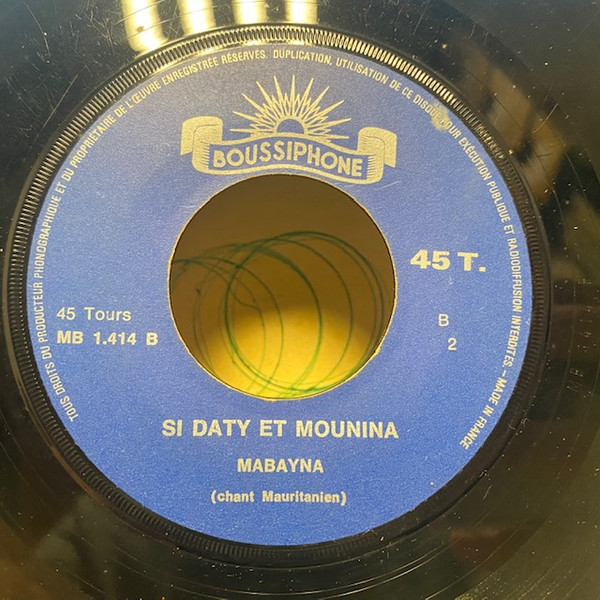 TOUS DROITS DU PRODUCTEUR PHONOGRAPHIQUE ET DU PROPRIÉTAIRE DE L'ŒUVRE ENREGISTRÉE RÉSERVÉS. DUPLICATION, UTILISATION DE CE DISQUE POUR EXÉCUTION PUBLIQUE ET RADIODIFFUSION INTERDITES - MADE IN FRANCE
BOUSSIPHONE
45 T.
45 Tours
MB 1.414 B
B
2
SI DATY ET MOUNINA
MABAYNA
(chant Mauritanien)